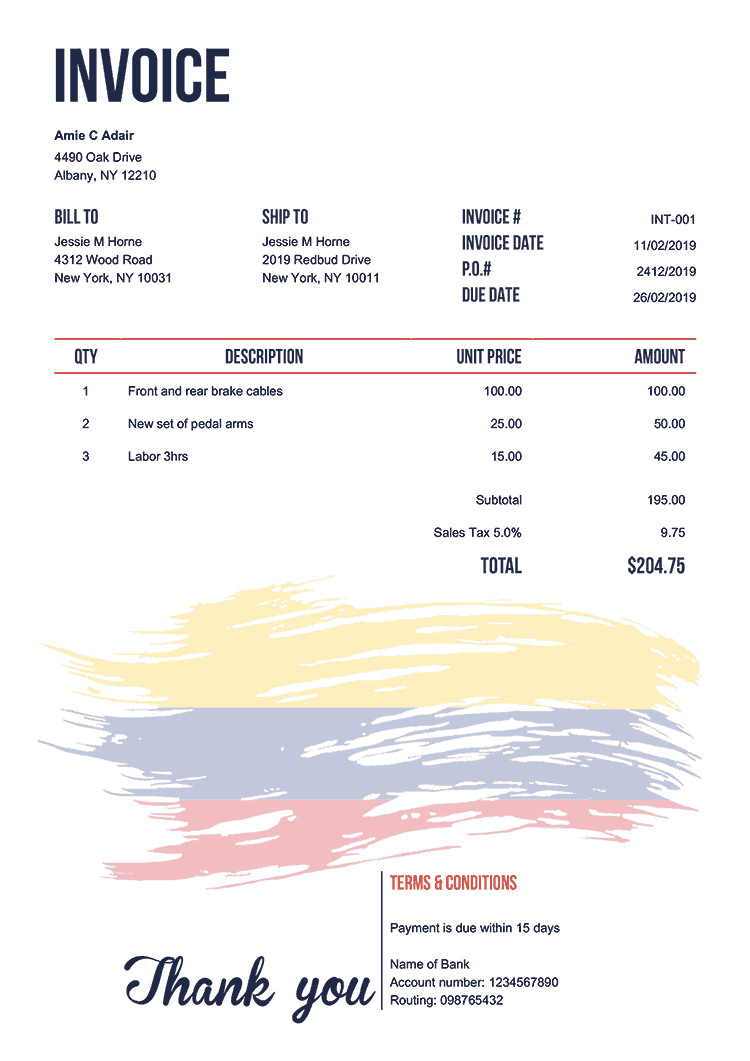 INVOICE
Amie C Adair
4490 Oak Drive
Albany, NY 12210
BILL TO
Jessie M Horne
4312 Wood Road
New York, NY 10031
SHIP TO
Jessie M Horne
2019 Redbud Drive
New York, NY 10011
INVOICE # INT-001
INVOICE DATE 11/02/2019
P.O.# 2412/2019
DUE DATE 26/02/2019
QTY DESCRIPTION UNIT PRICE AMOUNT
1 Front and rear brake cables 100.00 100.00
2 New set of pedal arms 25.00 50.00
3 Labor 3hrs 15.00 45.00
Subtotal 195.00
Sales Tax 5.0% 9.75
TOTAL $204.75
Thank you
TERMS & CONDITIONS
Payment is due within 15 days
Name of Bank
Account number: 1234567890
Routing: 098765432